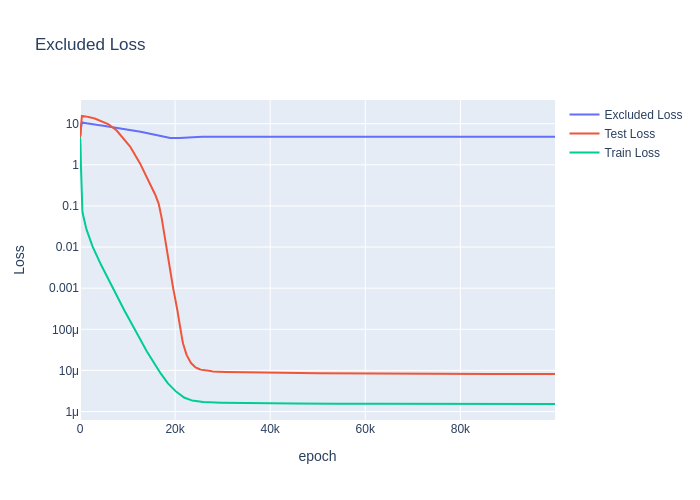 Excluded Loss
10
1
0.1
0.01
0.001
100μ
10μ
1μ
Loss
0
20k
40k
60k
80k
epoch
Excluded Loss
Test Loss
Train Loss